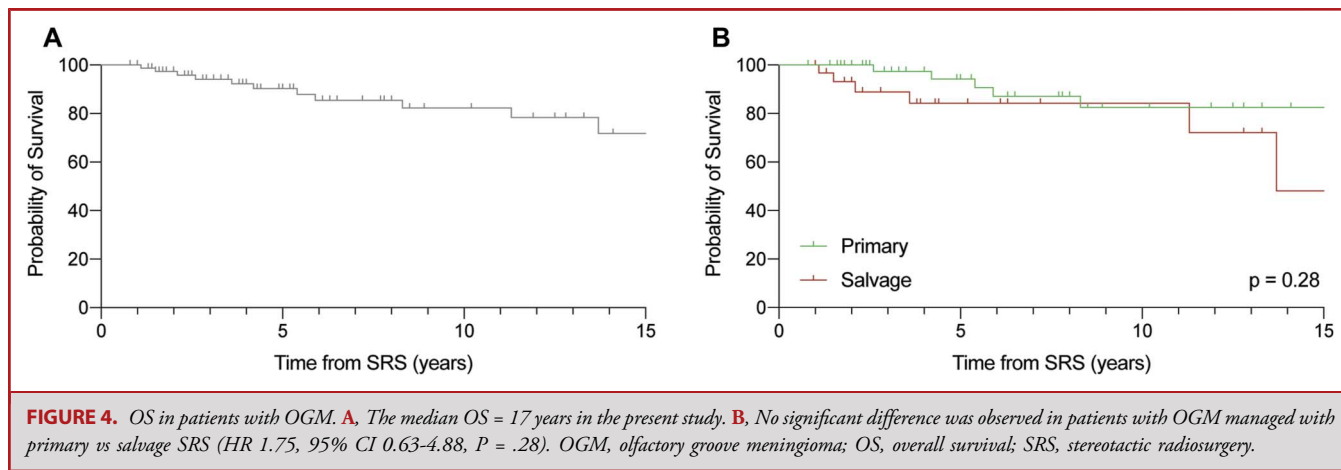 A
Probability of Survival
100
80
60
40
20
0
0 5 10 15
Time from SRS (years)
B
Probability of Survival
100
80
60
40
20
0
Primary
Salvage
p = 0.28
0 5 10 15
Time from SRS (years)
FIGURE 4. OS in patients with OGM. A, The median OS = 17 years in the present study. B, No significant difference was observed in patients with OGM managed with
primary vs salvage SRS (HR 1.75, 95% CI 0.63-4.88, P = .28). OGM, olfactory groove meningioma; OS, overall survival; SRS, stereotactic radiosurgery.